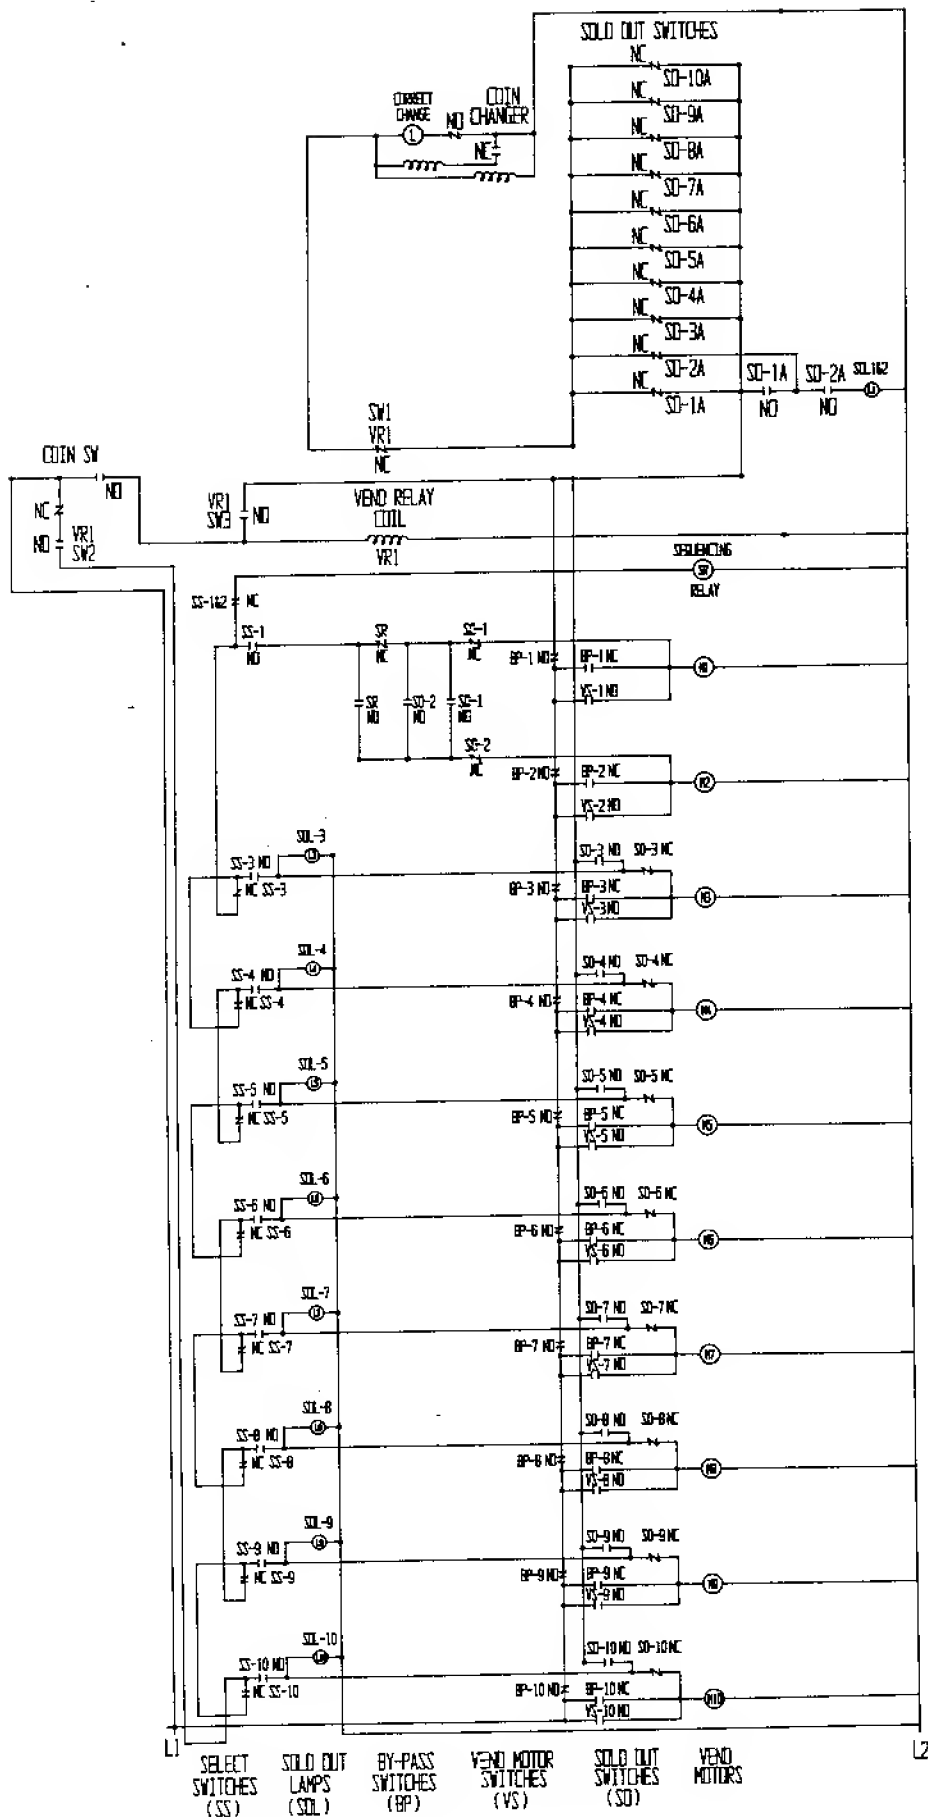 SOLD OUT SWITCHES
NC
SO-10A
NC
SO-9A
NC
SO-8A
NC
SO-7A
NC
SO-6A
NC
SO-5A
NC
SO-4A
NC
SO-3A
NC
SO-2A
NC
SO-1A
CORRECT
CHANGE
L
NO
COIN
CHANGER
NC
SO-1A
NO
SO-2A
NO
SOL1&2
SW1
VR1
NC
COIN SW
NO
NC
NO
VR1
SW2
VR1
SW3
NO
VEND RELAY
COIL
VR1
SEQUENCING
SR
RELAY
SS-1&2 NC
SS-1
NO
SR
NC
SR
NO
SO-2
NO
SO-1
NO
SO-1
NC
SO-2
NC
BP-1 NO BP-1 NC
VS-1 NO
M1
BP-2 NO BP-2 NC
VS-2 NO
M2
SS-3 NO SOL-3
NC SS-3
SO-3 NO SO-3 NC
BP-3 NO BP-3 NC
VS-3 NO
M3
SS-4 NO SOL-4
NC SS-4
SO-4 NO SO-4 NC
BP-4 NO BP-4 NC
VS-4 NO
M4
SS-5 NO SOL-5
NC SS-5
SO-5 NO SO-5 NC
BP-5 NO BP-5 NC
VS-5 NO
M5
SS-6 NO SOL-6
NC SS-6
SO-6 NO SO-6 NC
BP-6 NO BP-6 NC
VS-6 NO
M6
SS-7 NO SOL-7
NC SS-7
SO-7 NO SO-7 NC
BP-7 NO BP-7 NC
VS-7 NO
M7
SS-8 NO SOL-8
NC SS-8
SO-8 NO SO-8 NC
BP-8 NO BP-8 NC
VS-8 NO
M8
SS-9 NO SOL-9
NC SS-9
SO-9 NO SO-9 NC
BP-9 NO BP-9 NC
VS-9 NO
M9
SS-10 NO SOL-10
NC SS-10
SO-10 NO SO-10 NC
BP-10 NO BP-10 NC
VS-10 NO
M10
L1
L2
SELECT
SWITCHES
(SS)
SOLD OUT
LAMPS
(SOL)
BY-PASS
SWITCHES
(BP)
VEND MOTOR
SWITCHES
(VS)
SOLD OUT
SWITCHES
(SO)
VEND
MOTORS